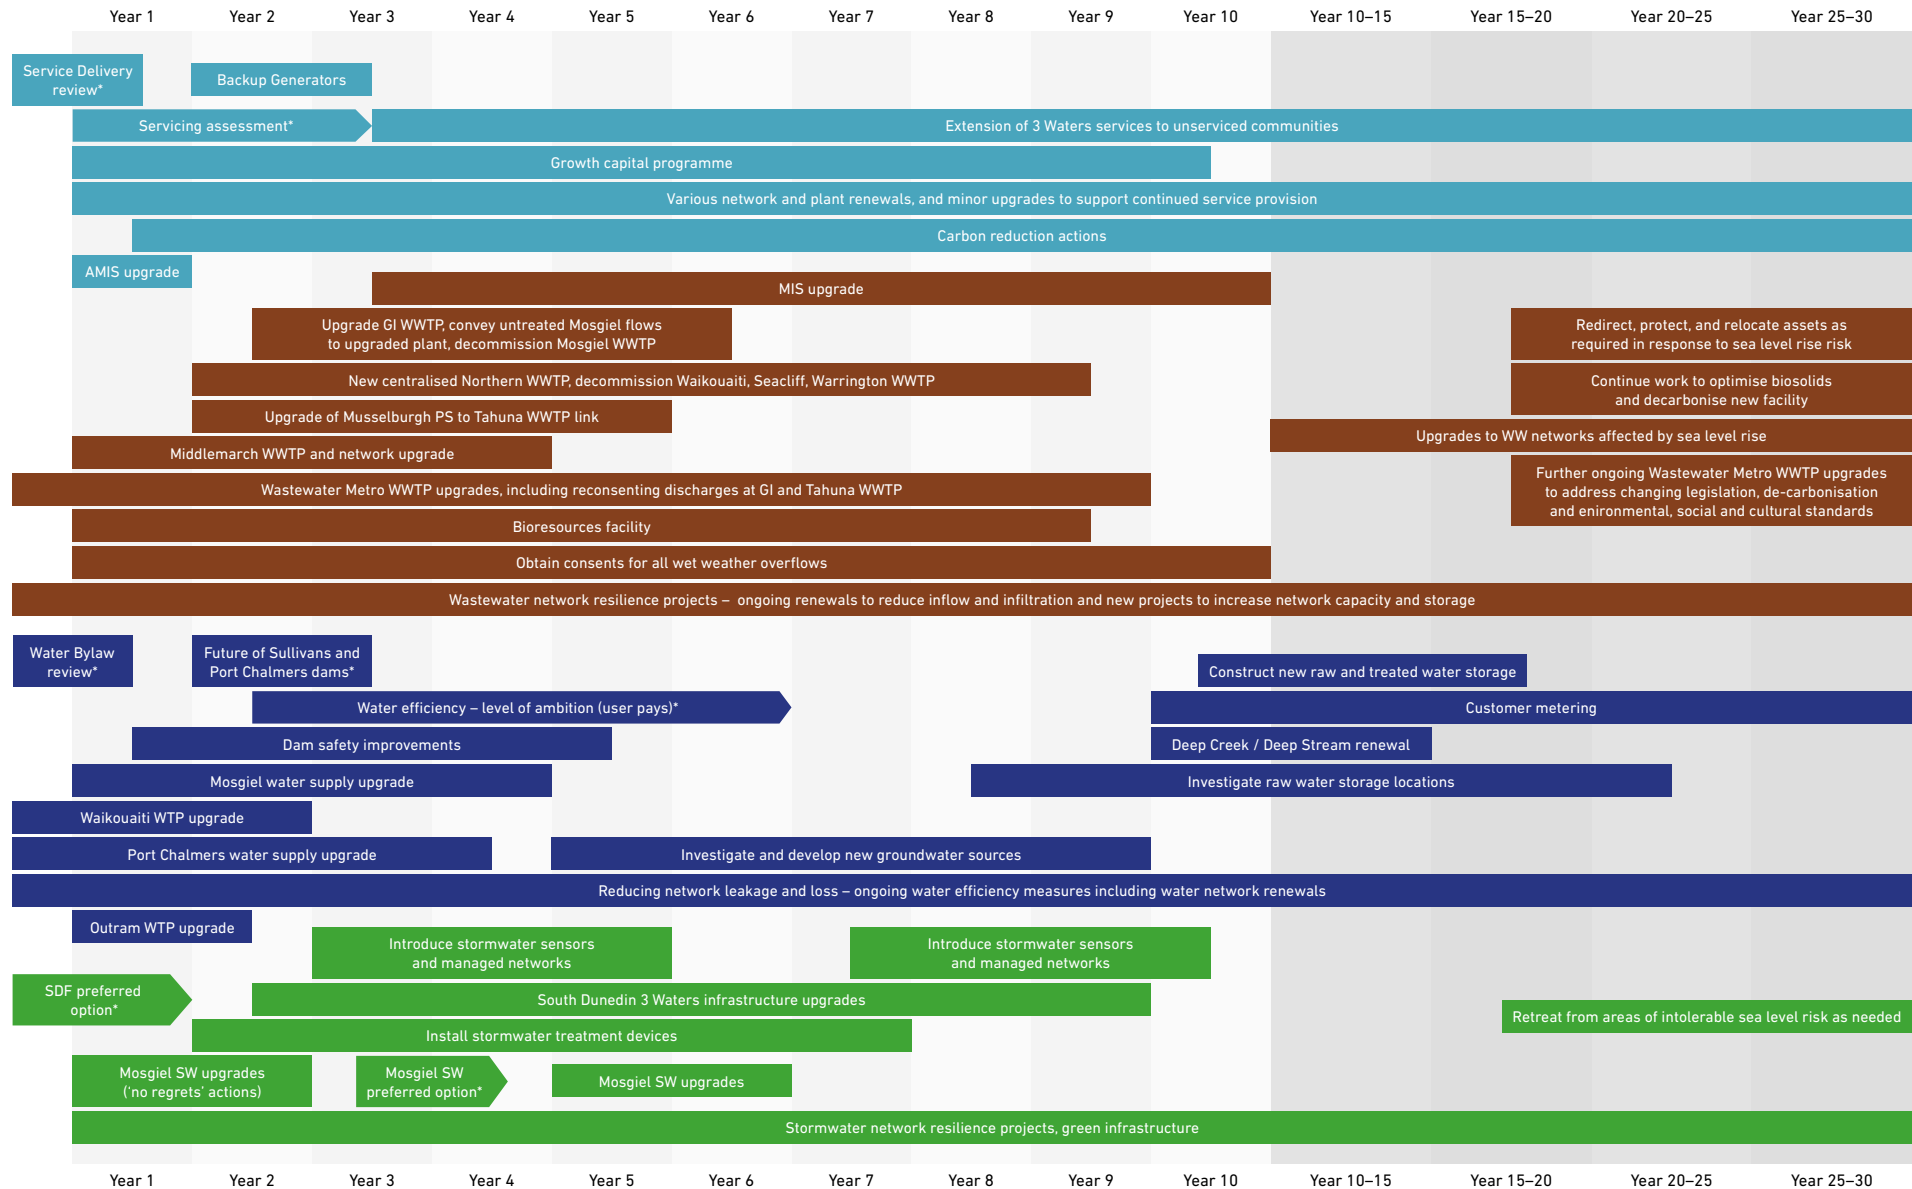 Year 1
Year 2
Year 3
Year 4
Year 5
Year 6
Year 7
Year 8
Year 9
Year 10
Year 10–15
Year 15–20
Year 20–25
Year 25–30
Service Delivery
review*
Backup Generators
Servicing assessment*
Extension of 3 Waters services to unserviced communities
Growth capital programme
Various network and plant renewals, and minor upgrades to support continued service provision
Carbon reduction actions
AMIS upgrade
MIS upgrade
Upgrade GI WWTP, convey untreated Mosgiel flows
to upgraded plant, decommission Mosgiel WWTP
Redirect, protect, and relocate assets as
required in response to sea level rise risk
New centralised Northern WWTP, decommission Waikouaiti, Seacliff, Warrington WWTP
Continue work to optimise biosolids
and decarbonise new facility
Upgrade of Musselburgh PS to Tahuna WWTP link
Upgrades to WW networks affected by sea level rise
Middlemarch WWTP and network upgrade
Wastewater Metro WWTP upgrades, including reconsenting discharges at GI and Tahuna WWTP
Further ongoing Wastewater Metro WWTP upgrades
to address changing legislation, de-carbonisation
and enironmental, social and cultural standards
Bioresources facility
Obtain consents for all wet weather overflows
Wastewater network resilience projects – ongoing renewals to reduce inflow and infiltration and new projects to increase network capacity and storage
Water Bylaw
review*
Future of Sullivans and
Port Chalmers dams*
Construct new raw and treated water storage
Water efficiency – level of ambition (user pays)*
Customer metering
Dam safety improvements
Deep Creek / Deep Stream renewal
Mosgiel water supply upgrade
Investigate raw water storage locations
Waikouaiti WTP upgrade
Port Chalmers water supply upgrade
Investigate and develop new groundwater sources
Reducing network leakage and loss – ongoing water efficiency measures including water network renewals
Outram WTP upgrade
Introduce stormwater sensors
and managed networks
Introduce stormwater sensors
and managed networks
SDF preferred
option*
South Dunedin 3 Waters infrastructure upgrades
Retreat from areas of intolerable sea level risk as needed
Install stormwater treatment devices
Mosgiel SW upgrades
(‘no regrets’ actions)
Mosgiel SW
preferred option*
Mosgiel SW upgrades
Stormwater network resilience projects, green infrastructure
Year 1
Year 2
Year 3
Year 4
Year 5
Year 6
Year 7
Year 8
Year 9
Year 10
Year 10–15
Year 15–20
Year 20–25
Year 25–30